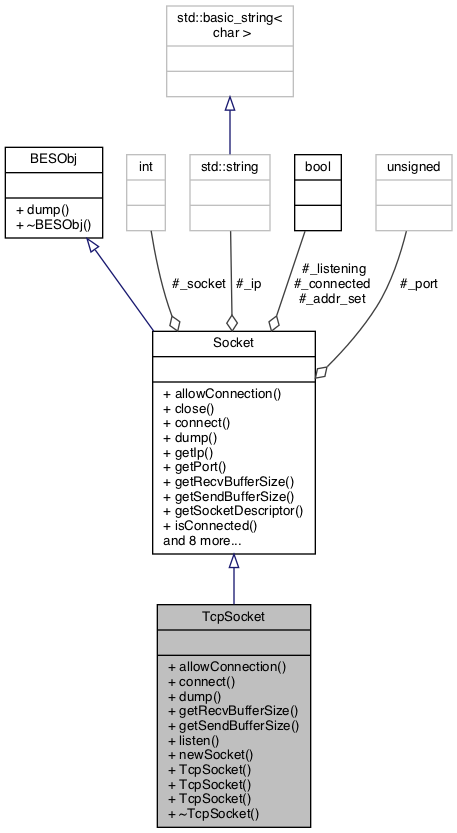 std::basic_string<
char >
BESObj
+ dump()
+ ~BESObj()
int
std::string
bool
unsigned
#_socket
#_ip
#_listening
#_connected
#_addr_set
#_port
Socket
+ allowConnection()
+ close()
+ connect()
+ dump()
+ getIp()
+ getPort()
+ getRecvBufferSize()
+ getSendBufferSize()
+ getSocketDescriptor()
+ isConnected()
and 8 more...
TcpSocket
+ allowConnection()
+ connect()
+ dump()
+ getRecvBufferSize()
+ getSendBufferSize()
+ listen()
+ newSocket()
+ TcpSocket()
+ TcpSocket()
+ TcpSocket()
+ ~TcpSocket()